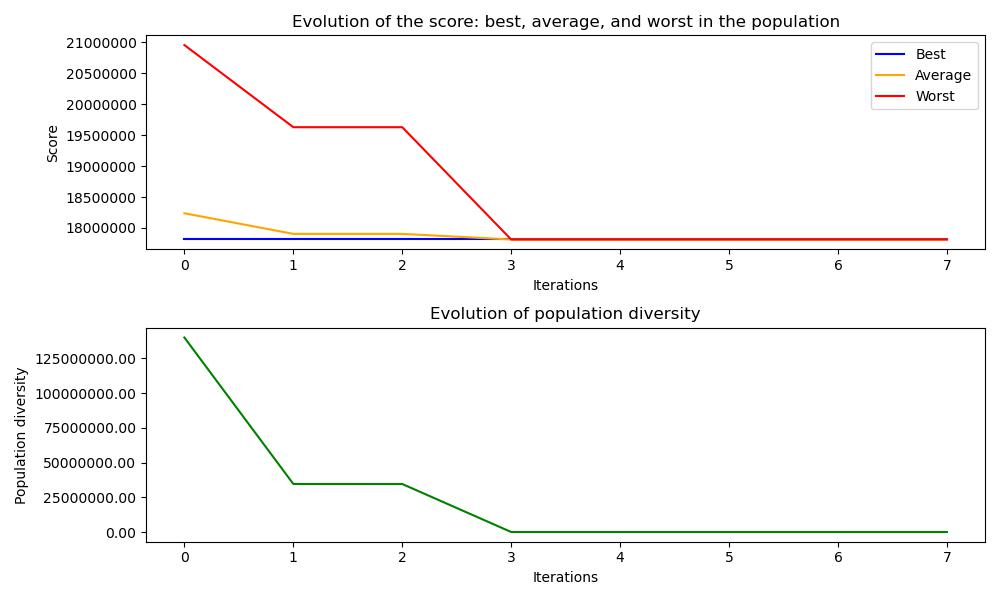 Evolution of the score: best, average, and worst in the population
21000000
20500000
20000000
19500000
19000000
18500000
18000000
Score
Best
Average
Worst
0 1 2 3 4 5 6 7
Iterations
Evolution of population diversity
125000000.00
100000000.00
75000000.00
50000000.00
25000000.00
0.00
Population diversity
0 1 2 3 4 5 6 7
Iterations